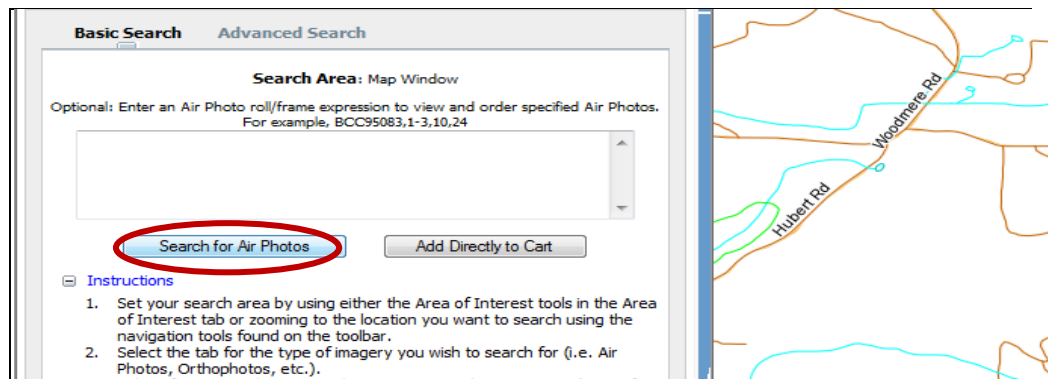 Basic Search Advanced Search
Search Area: Map Window
Optional: Enter an Air Photo roll/frame expression to view and order specified Air Photos.
For example, BCC95083,1-3,10,24
Search for Air Photos Add Directly to Cart
Instructions
1. Set your search area by using either the Area of Interest tools in the Area
of Interest tab or zooming to the location you want to search using the
navigation tools found on the toolbar.
2. Select the tab for the type of imagery you wish to search for (i.e. Air
Photos, Orthophotos, etc.).
Woodmere Rd
Hubert Rd